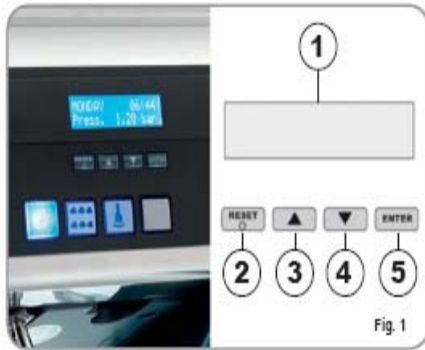 MONDAY 06:44
Press. 1.20 bar
1
RESET
ENTER
2
3
4
5
Fig. 1